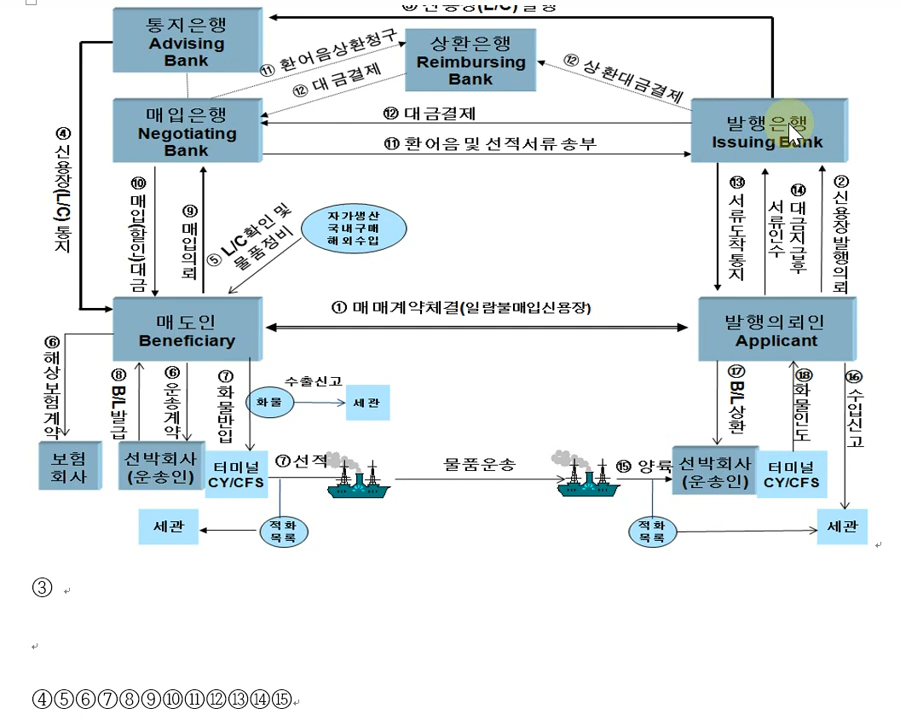 통지은행
Advising
Bank
상환은행
Reimbursing
Bank
⑪ 환어음상환청구
⑫ 대금결제
⑫ 상환대금결제
매입은행
Negotiating
Bank
⑫ 대금결제
⑪ 환어음 및 선적서류 송부
발행은행
Issuing Bank
④ 신용장(L/C) 통지
⑩ 매입(할인)대금
⑨ 매입의뢰
⑤ L/C확인 및
물품정비
자가생산
국내구매
해외수입
⑬ 서류도착통지
⑭ 대금지급후
서류인수
② 신용장발행의뢰
매도인
Beneficiary
① 매매계약체결(일람불매입신용장)
발행의뢰인
Applicant
⑥ 해상보험계약
⑧ B/L발급
⑥ 운송계약
⑦ 화물반입
화물
수출신고
세관
⑰ B/L상환
⑱ 화물인도
⑯ 수입신고
보험
회사
선박회사
(운송인)
터미널
CY/CFS
⑦ 선적
물품운송
⑮ 양륙
선박회사
(운송인)
터미널
CY/CFS
세관
적화
목록
적화
목록
세관
③
④⑤⑥⑦⑧⑨⑩⑪⑫⑬⑭⑮